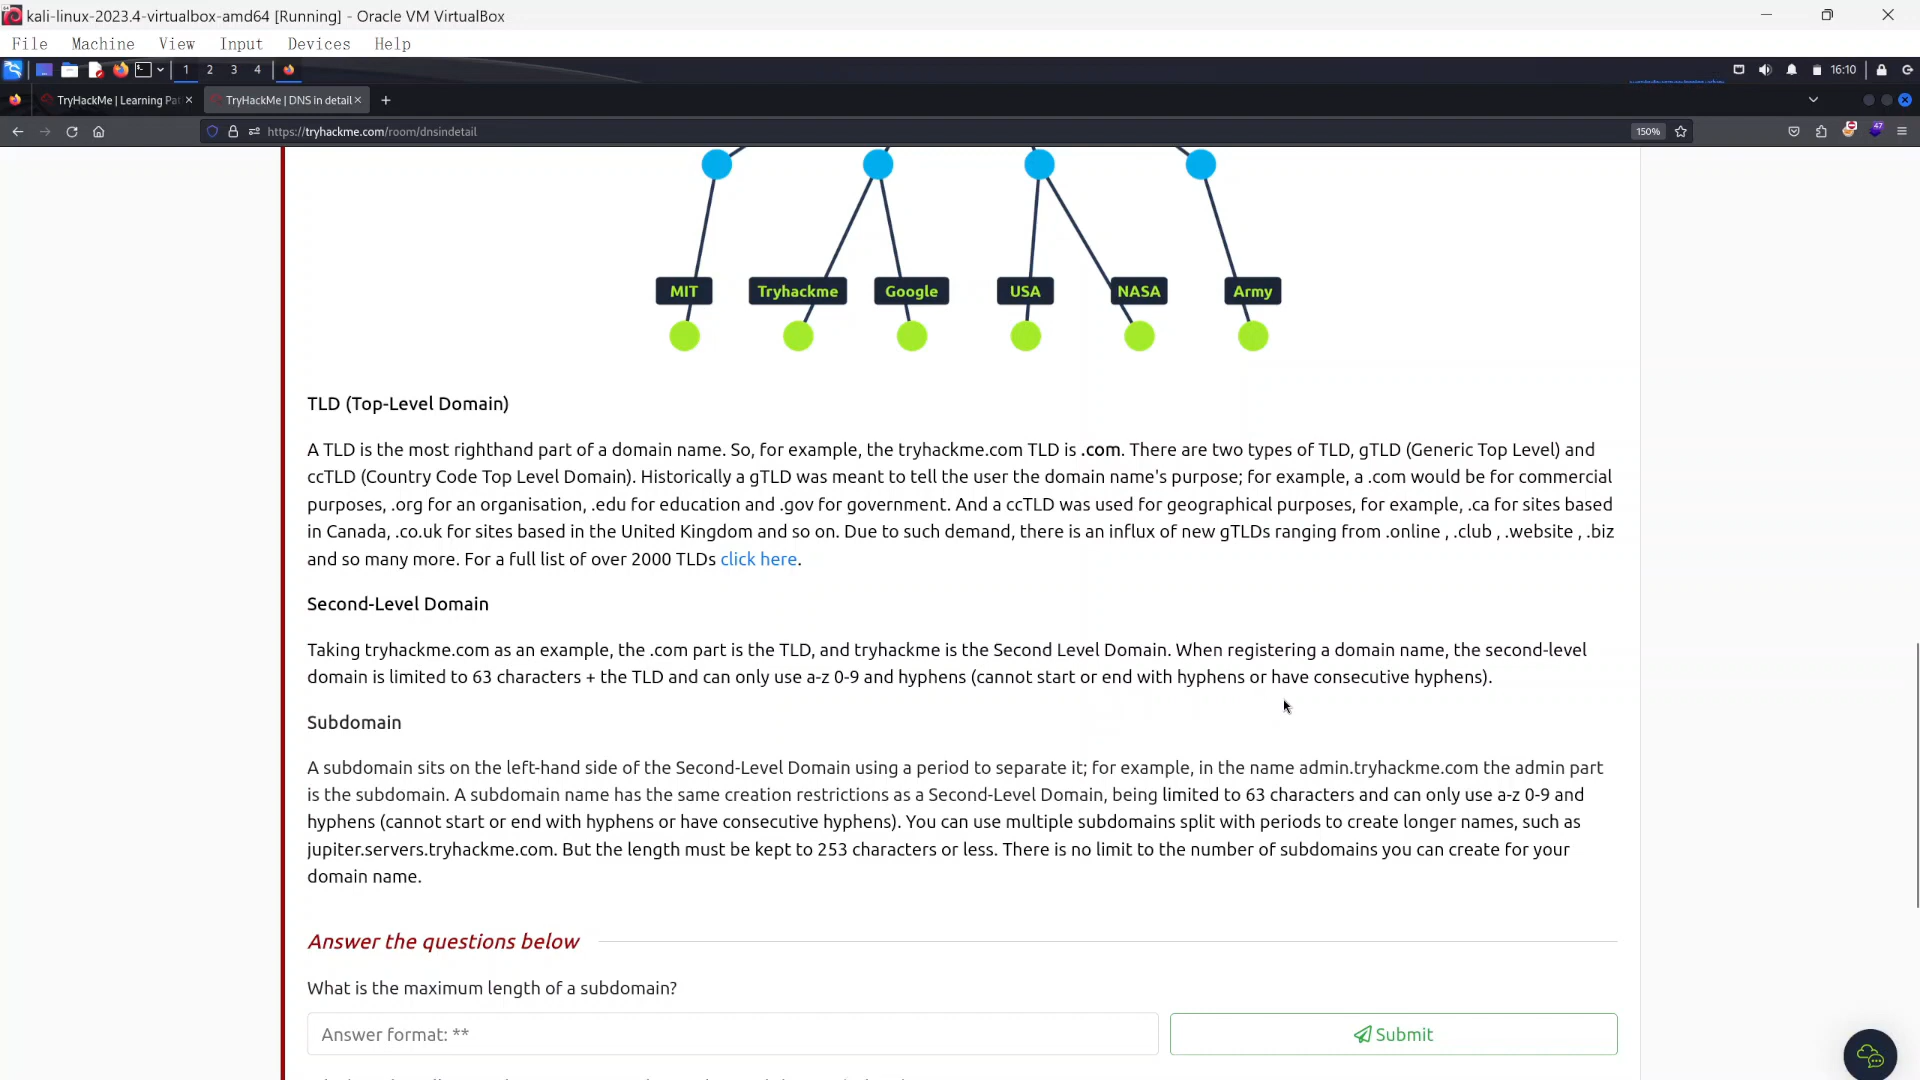 kali-linux-2023.4-virtualbox-amd64 [Running] - Oracle VM VirtualBox
File Machine View Input Devices Help
1 2 3 4 16:10
TryHackMe | Learning Pat TryHackMe | DNS in detail
https://tryhackme.com/room/dnsindetail 150% 47
MIT Tryhackme Google USA NASA Army
TLD (Top-Level Domain)
A TLD is the most righthand part of a domain name. So, for example, the tryhackme.com TLD is .com. There are two types of TLD, gTLD (Generic Top Level) and
ccTLD (Country Code Top Level Domain). Historically a gTLD was meant to tell the user the domain name's purpose; for example, a .com would be for commercial
purposes, .org for an organisation, .edu for education and .gov for government. And a ccTLD was used for geographical purposes, for example, .ca for sites based
in Canada, .co.uk for sites based in the United Kingdom and so on. Due to such demand, there is an influx of new gTLDs ranging from .online , .club , .website , .biz
and so many more. For a full list of over 2000 TLDs click here.
Second-Level Domain
Taking tryhackme.com as an example, the .com part is the TLD, and tryhackme is the Second Level Domain. When registering a domain name, the second-level
domain is limited to 63 characters + the TLD and can only use a-z 0-9 and hyphens (cannot start or end with hyphens or have consecutive hyphens).
Subdomain
A subdomain sits on the left-hand side of the Second-Level Domain using a period to separate it; for example, in the name admin.tryhackme.com the admin part
is the subdomain. A subdomain name has the same creation restrictions as a Second-Level Domain, being limited to 63 characters and can only use a-z 0-9 and
hyphens (cannot start or end with hyphens or have consecutive hyphens). You can use multiple subdomains split with periods to create longer names, such as
jupiter.servers.tryhackme.com. But the length must be kept to 253 characters or less. There is no limit to the number of subdomains you can create for your
domain name.
Answer the questions below
What is the maximum length of a subdomain?
Answer format: ** Submit